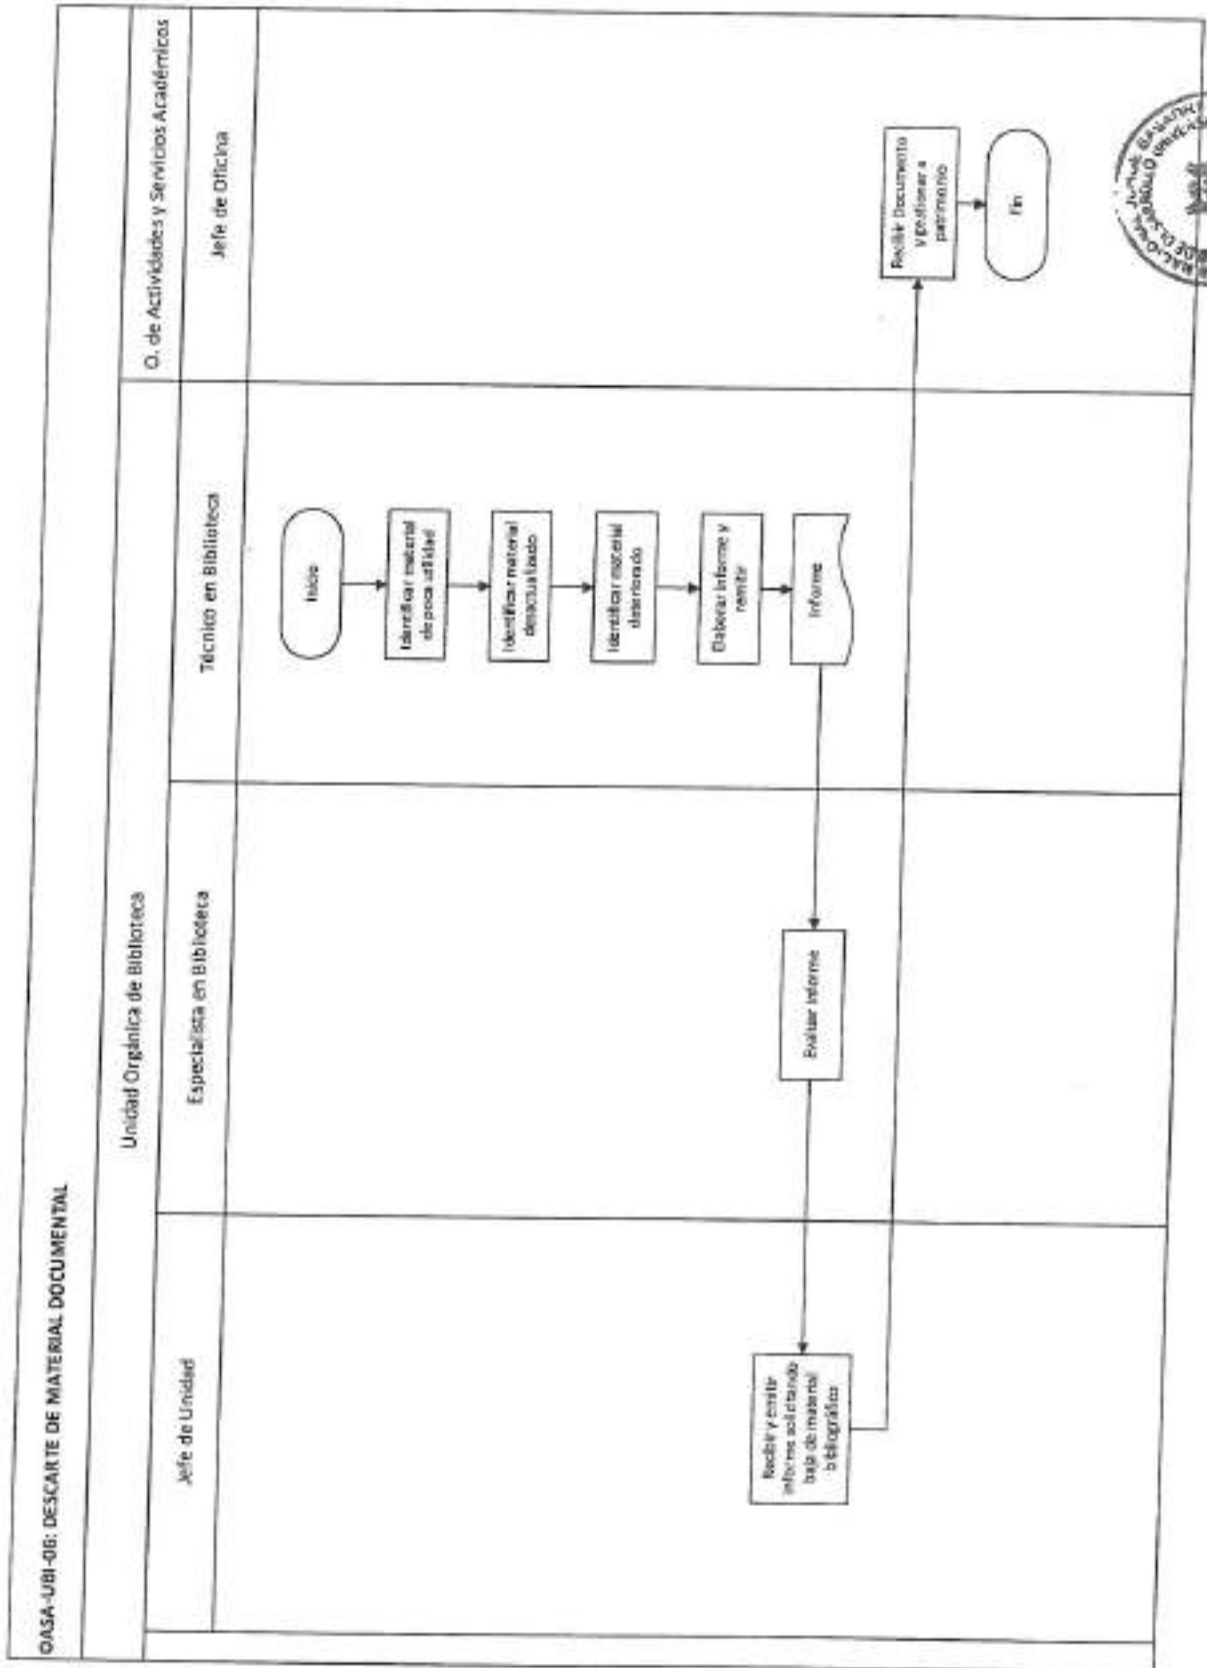 OASA-UBI-06: DESCARTE DE MATERIAL DOCUMENTAL
Unidad Orgánica de Biblioteca
O. de Actividades y Servicios Académicos
Jefe de Unidad
Especialista en Biblioteca
Técnico en Biblioteca
Jefe de Oficina
Inicio
Identificar material
de poca utilidad
Identificar material
desactualizado
Identificar material
deteriorado
Elaborar informe y
remitir
Informe
Evaluar informe
Recibir y emitir
informe solicitando
baja de material
bibliográfico
Recibir Documento
y gestionar a
patrimonio
Fin